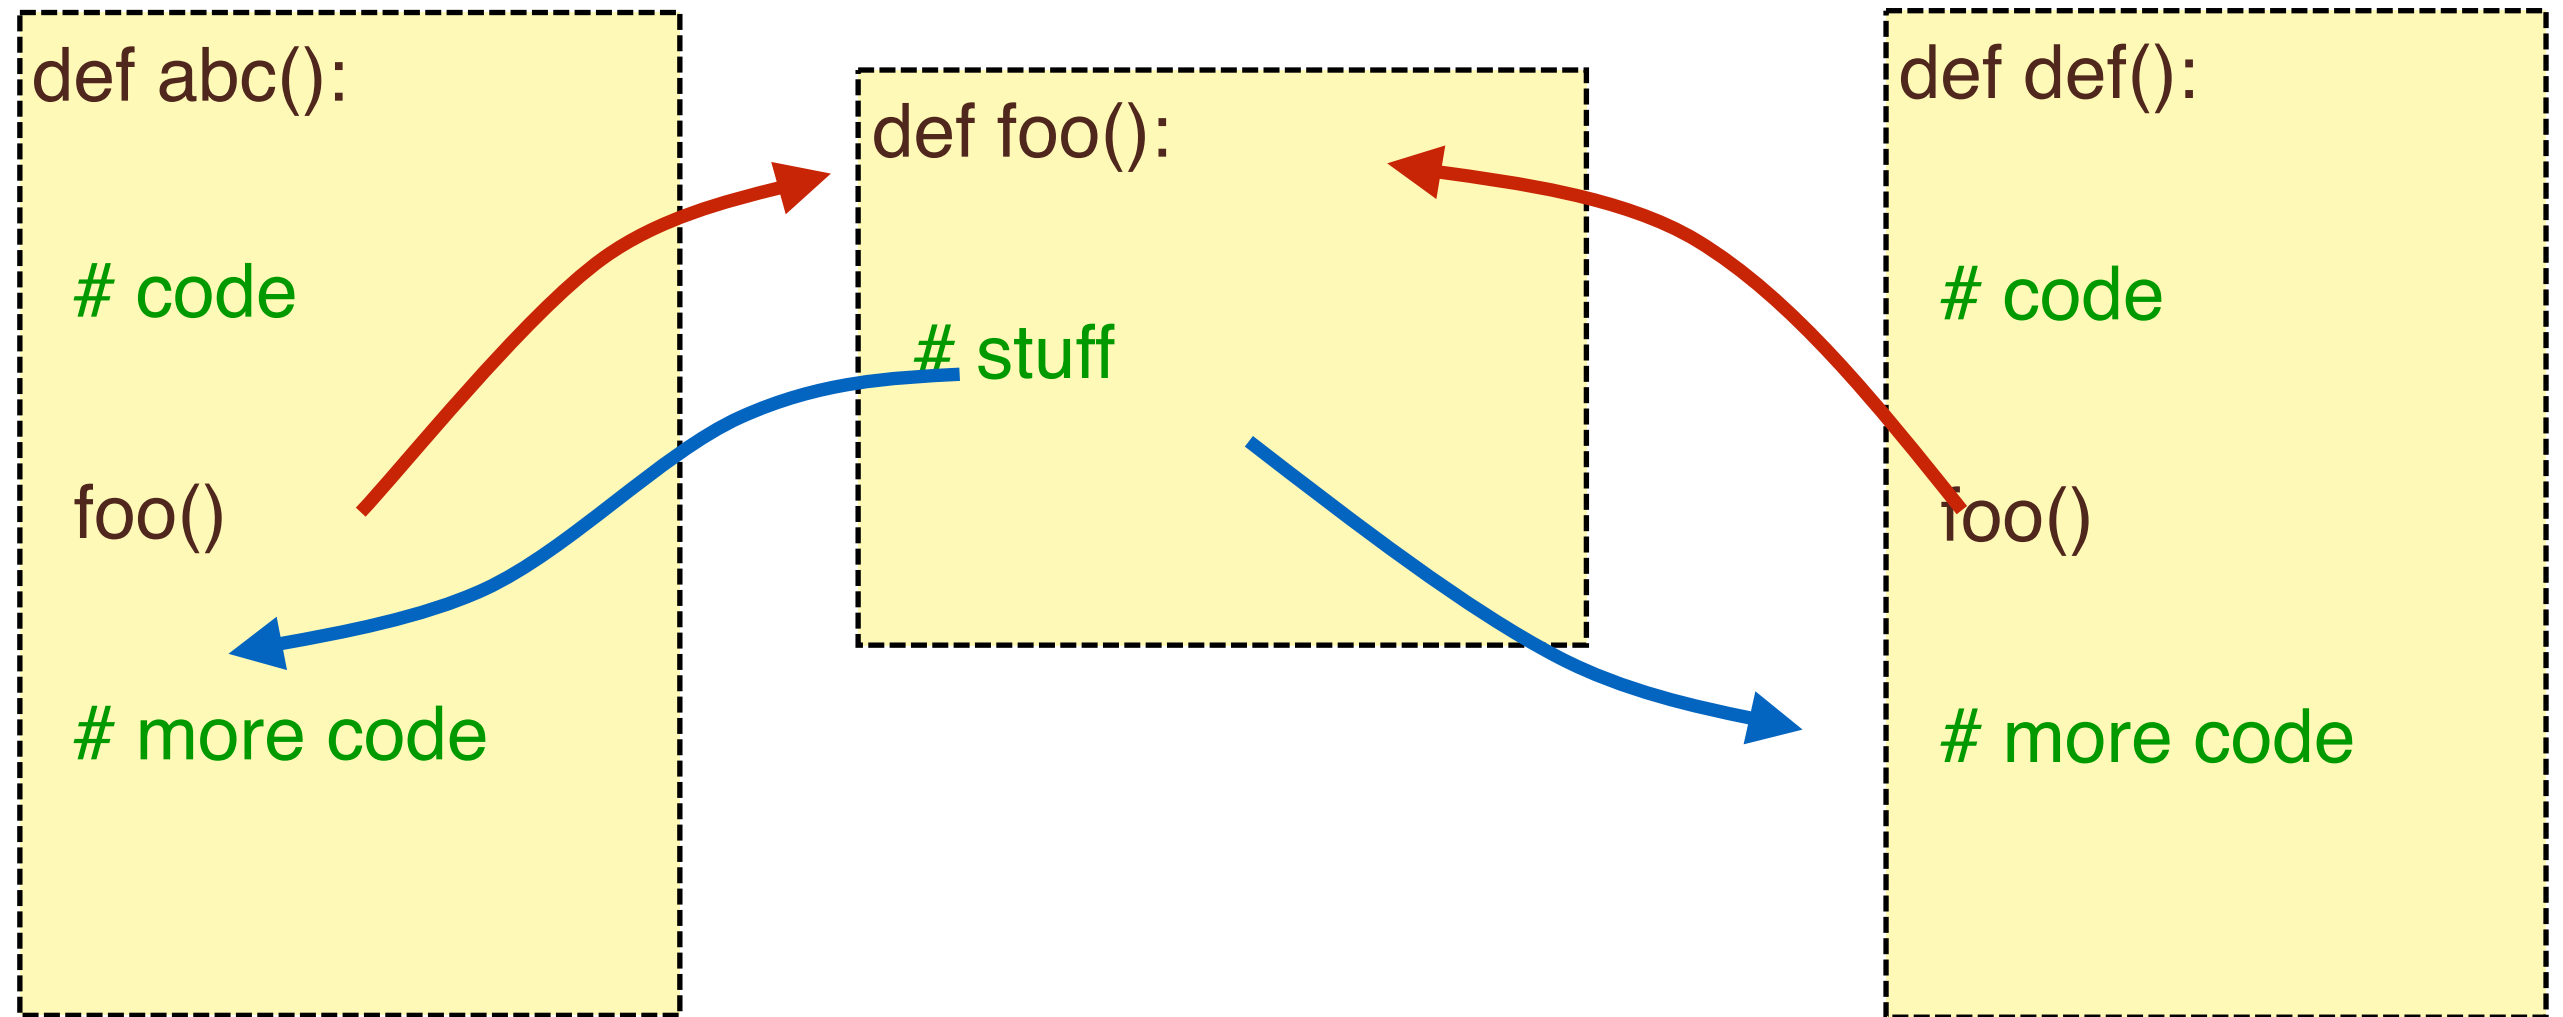 def abc():
# code
foo()
# more code
def foo():
# stuff
def def():
# code
foo()
# more code